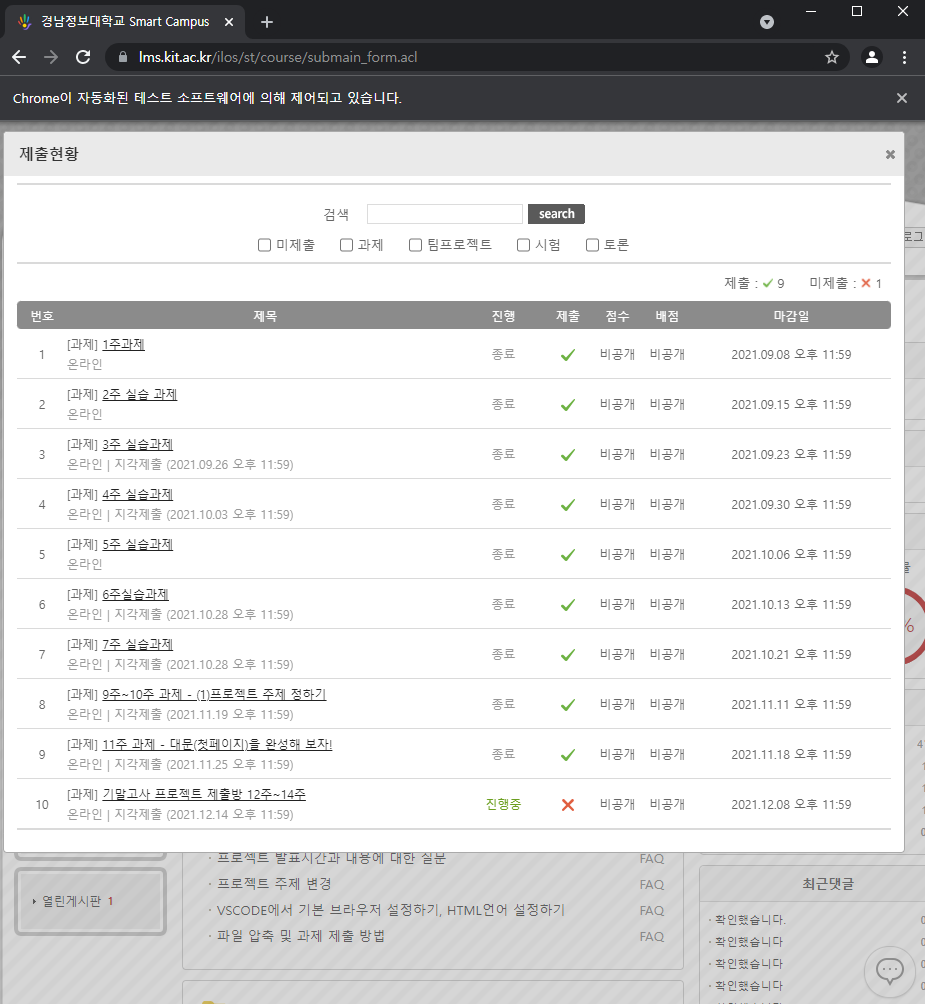 경남정보대학교 Smart Campus
lms.kit.ac.kr/ilos/st/course/submain_form.acl
Chrome이 자동화된 테스트 소프트웨어에 의해 제어되고 있습니다.
제출현황
검색 search
미제출 과제 팀프로젝트 시험 토론
제출 : 9 미제출 : 1
번호 제목 진행 제출 점수 배점 마감일
1 [과제] 1주과제 종료 비공개 비공개 2021.09.08 오후 11:59
온라인
2 [과제] 2주 실습 과제 종료 비공개 비공개 2021.09.15 오후 11:59
온라인
3 [과제] 3주 실습과제 종료 비공개 비공개 2021.09.23 오후 11:59
온라인 | 지각제출 (2021.09.26 오후 11:59)
4 [과제] 4주 실습과제 종료 비공개 비공개 2021.09.30 오후 11:59
온라인 | 지각제출 (2021.10.03 오후 11:59)
5 [과제] 5주 실습과제 종료 비공개 비공개 2021.10.06 오후 11:59
온라인
6 [과제] 6주실습과제 종료 비공개 비공개 2021.10.13 오후 11:59
온라인 | 지각제출 (2021.10.28 오후 11:59)
7 [과제] 7주 실습과제 종료 비공개 비공개 2021.10.21 오후 11:59
온라인 | 지각제출 (2021.10.28 오후 11:59)
8 [과제] 9주~10주 과제 - (1)프로젝트 주제 정하기 종료 비공개 비공개 2021.11.11 오후 11:59
온라인 | 지각제출 (2021.11.19 오후 11:59)
9 [과제] 11주 과제 - 대문(첫페이지)을 완성해 보자! 종료 비공개 비공개 2021.11.18 오후 11:59
온라인 | 지각제출 (2021.11.25 오후 11:59)
10 [과제] 기말고사 프로젝트 제출방 12주~14주 진행중 비공개 비공개 2021.12.08 오후 11:59
온라인 | 지각제출 (2021.12.14 오후 11:59)
· 프로젝트 발표시간과 내용에 대한 질문 FAQ
· 프로젝트 주제 변경 FAQ
· VSCODE에서 기본 브라우저 설정하기, HTML언어 설정하기 FAQ
· 파일 압축 및 과제 제출 방법 FAQ
열린게시판 1
최근댓글
· 확인했습니다.
· 확인했습니다
· 확인했습니다
· 확인했습니다